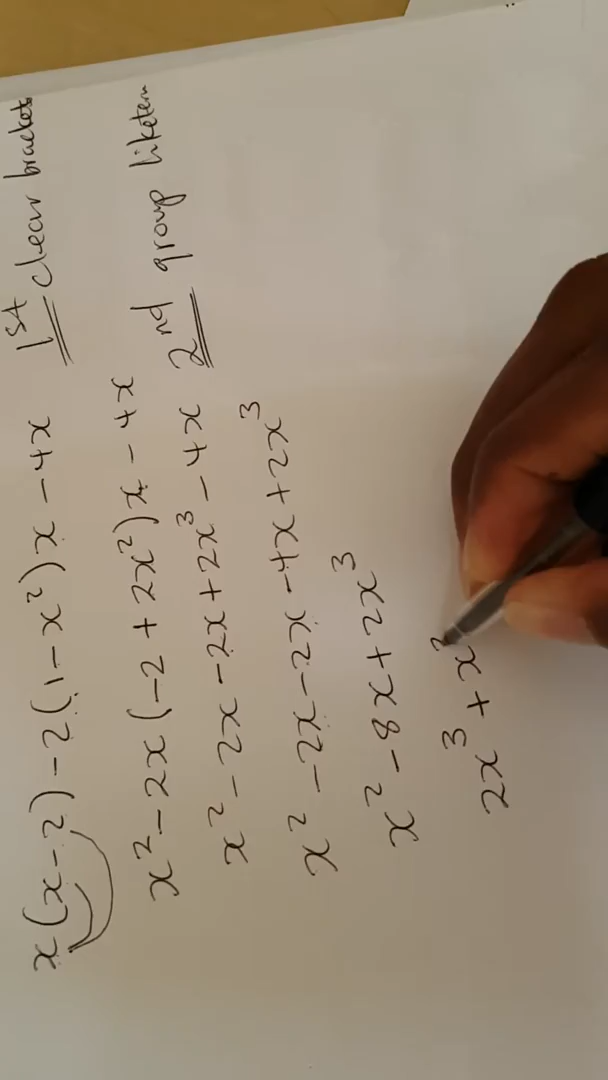 x(x-2)-2(1-x²)x-4x 1st clear brackets
x²-2x(-2+2x²)x-4x
x²-2x-2x+2x³-4x 2nd group liketem
x²-2x-2x-4x+2x³
x²-8x+2x³
2x³+x²